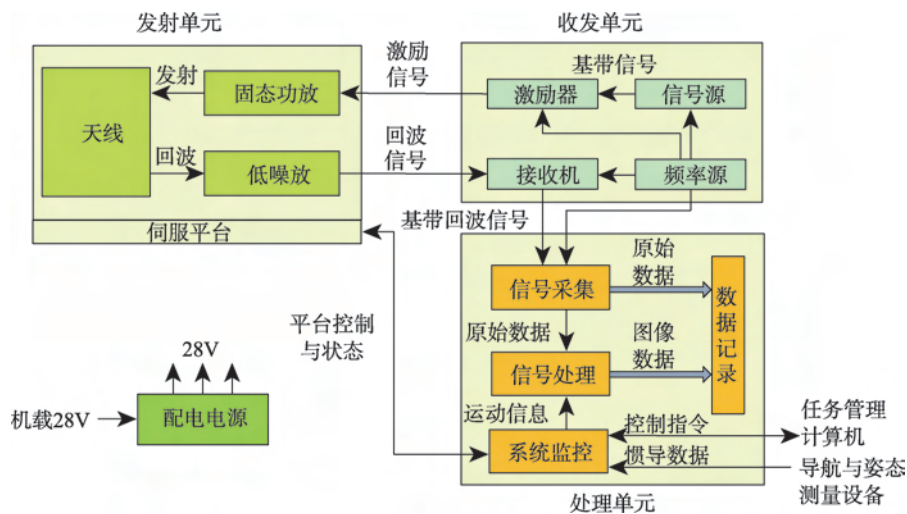 发射单元
收发单元
激励
信号
基带信号
发射
固态功放
激励器
信号源
天线
回波
信号
回波
低噪放
接收机
频率源
伺服平台
基带回波信号
原始
数据
信号采集
数据记录
平台控制
与状态
原始数据
图像
数据
28V
信号处理
机载28V
配电电源
运动信息
控制指令
任务管理
计算机
系统监控
惯导数据
导航与姿态
测量设备
处理单元